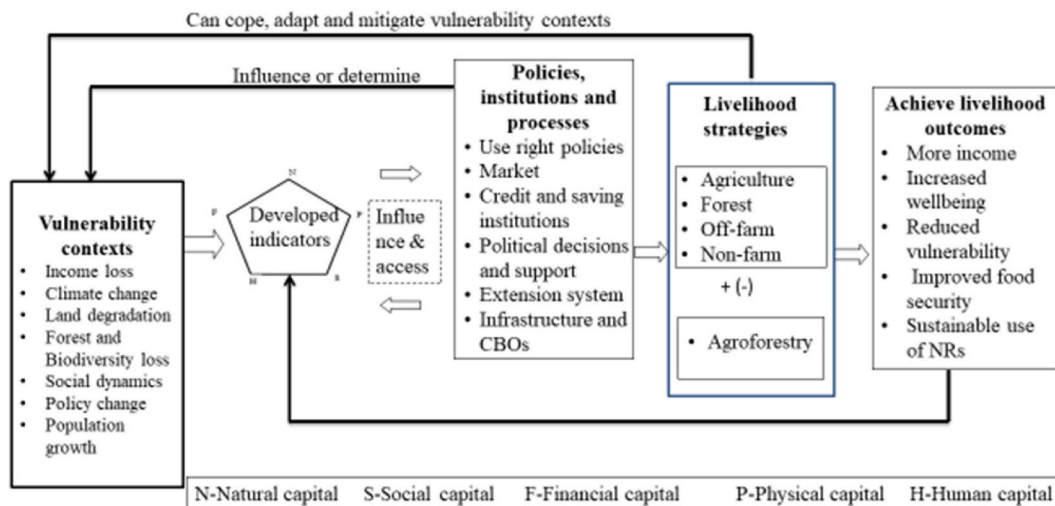 Can cope, adapt and mitigate vulnerability contexts
Influence or determine
Vulnerability
contexts
• Income loss
• Climate change
• Land degradation
• Forest and
Biodiversity loss
• Social dynamics
• Policy change
• Population
growth
N
F
P
H
S
Developed
indicators
Influe
nce &
access
Policies,
institutions and
processes
• Use right policies
• Market
• Credit and saving
institutions
• Political decisions
and support
• Extension system
• Infrastructure and
CBOs
Livelihood
strategies
• Agriculture
• Forest
• Off-farm
• Non-farm
+ (-)
• Agroforestry
Achieve livelihood
outcomes
• More income
• Increased
wellbeing
• Reduced
vulnerability
• Improved food
security
• Sustainable use
of NRs
N-Natural capital S-Social capital F-Financial capital P-Physical capital H-Human capital